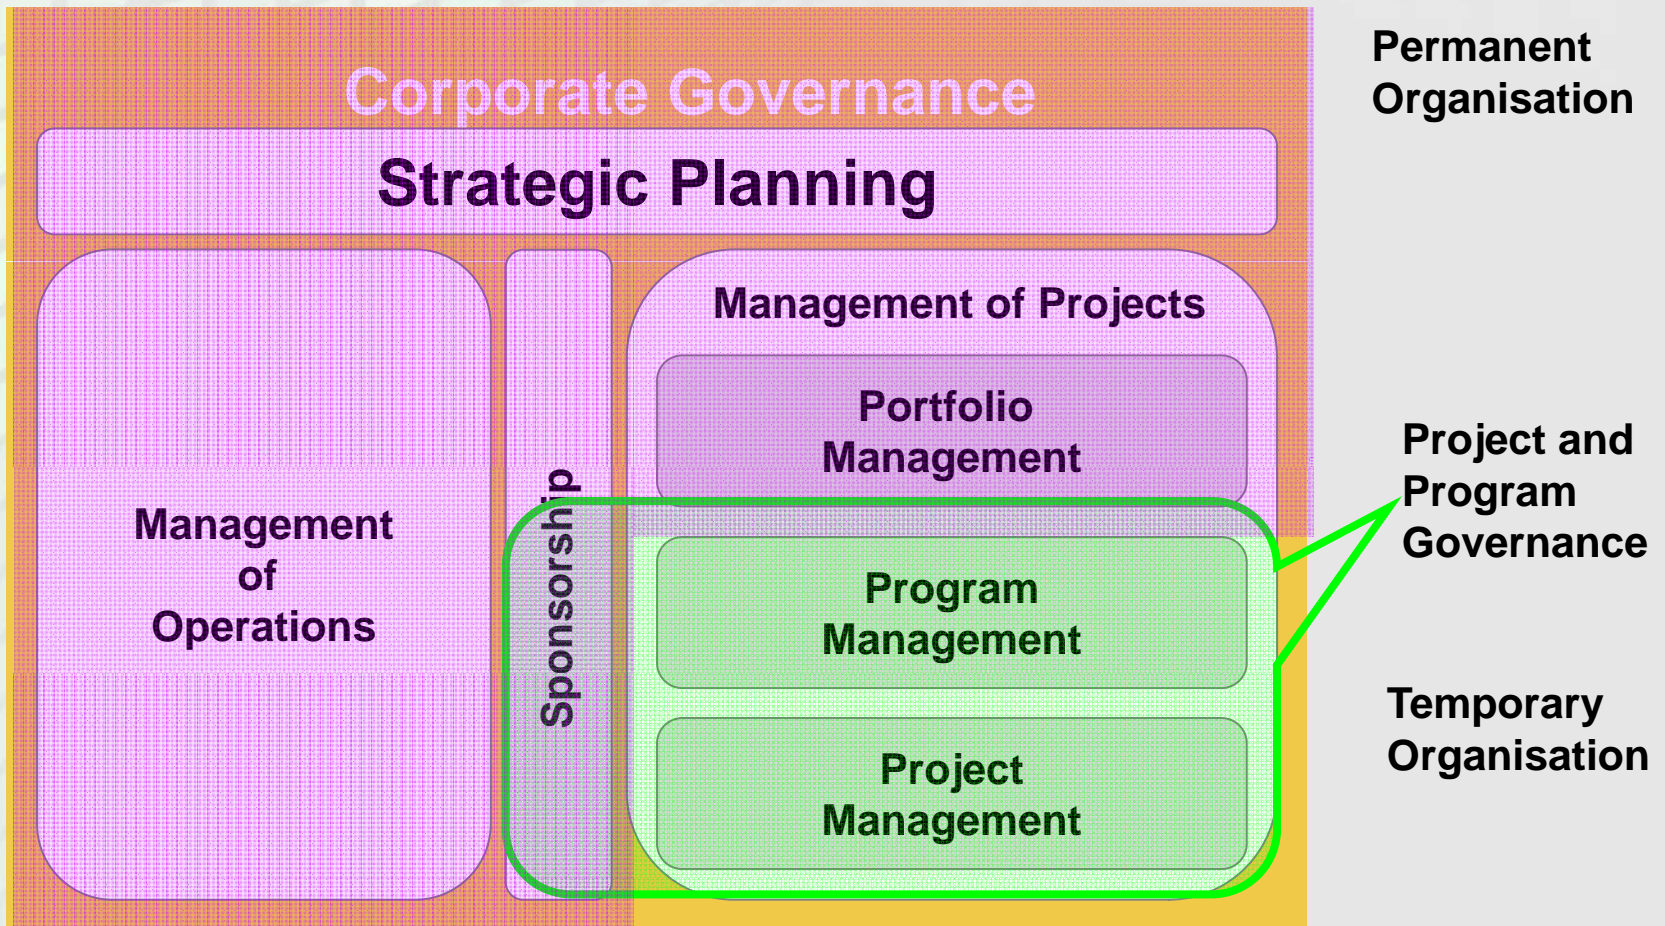 Corporate Governance
Strategic Planning
Management
of
Operations
Sponsorship
Management of Projects
Portfolio
Management
Program
Management
Project
Management
Permanent
Organisation
Project and
Program
Governance
Temporary
Organisation